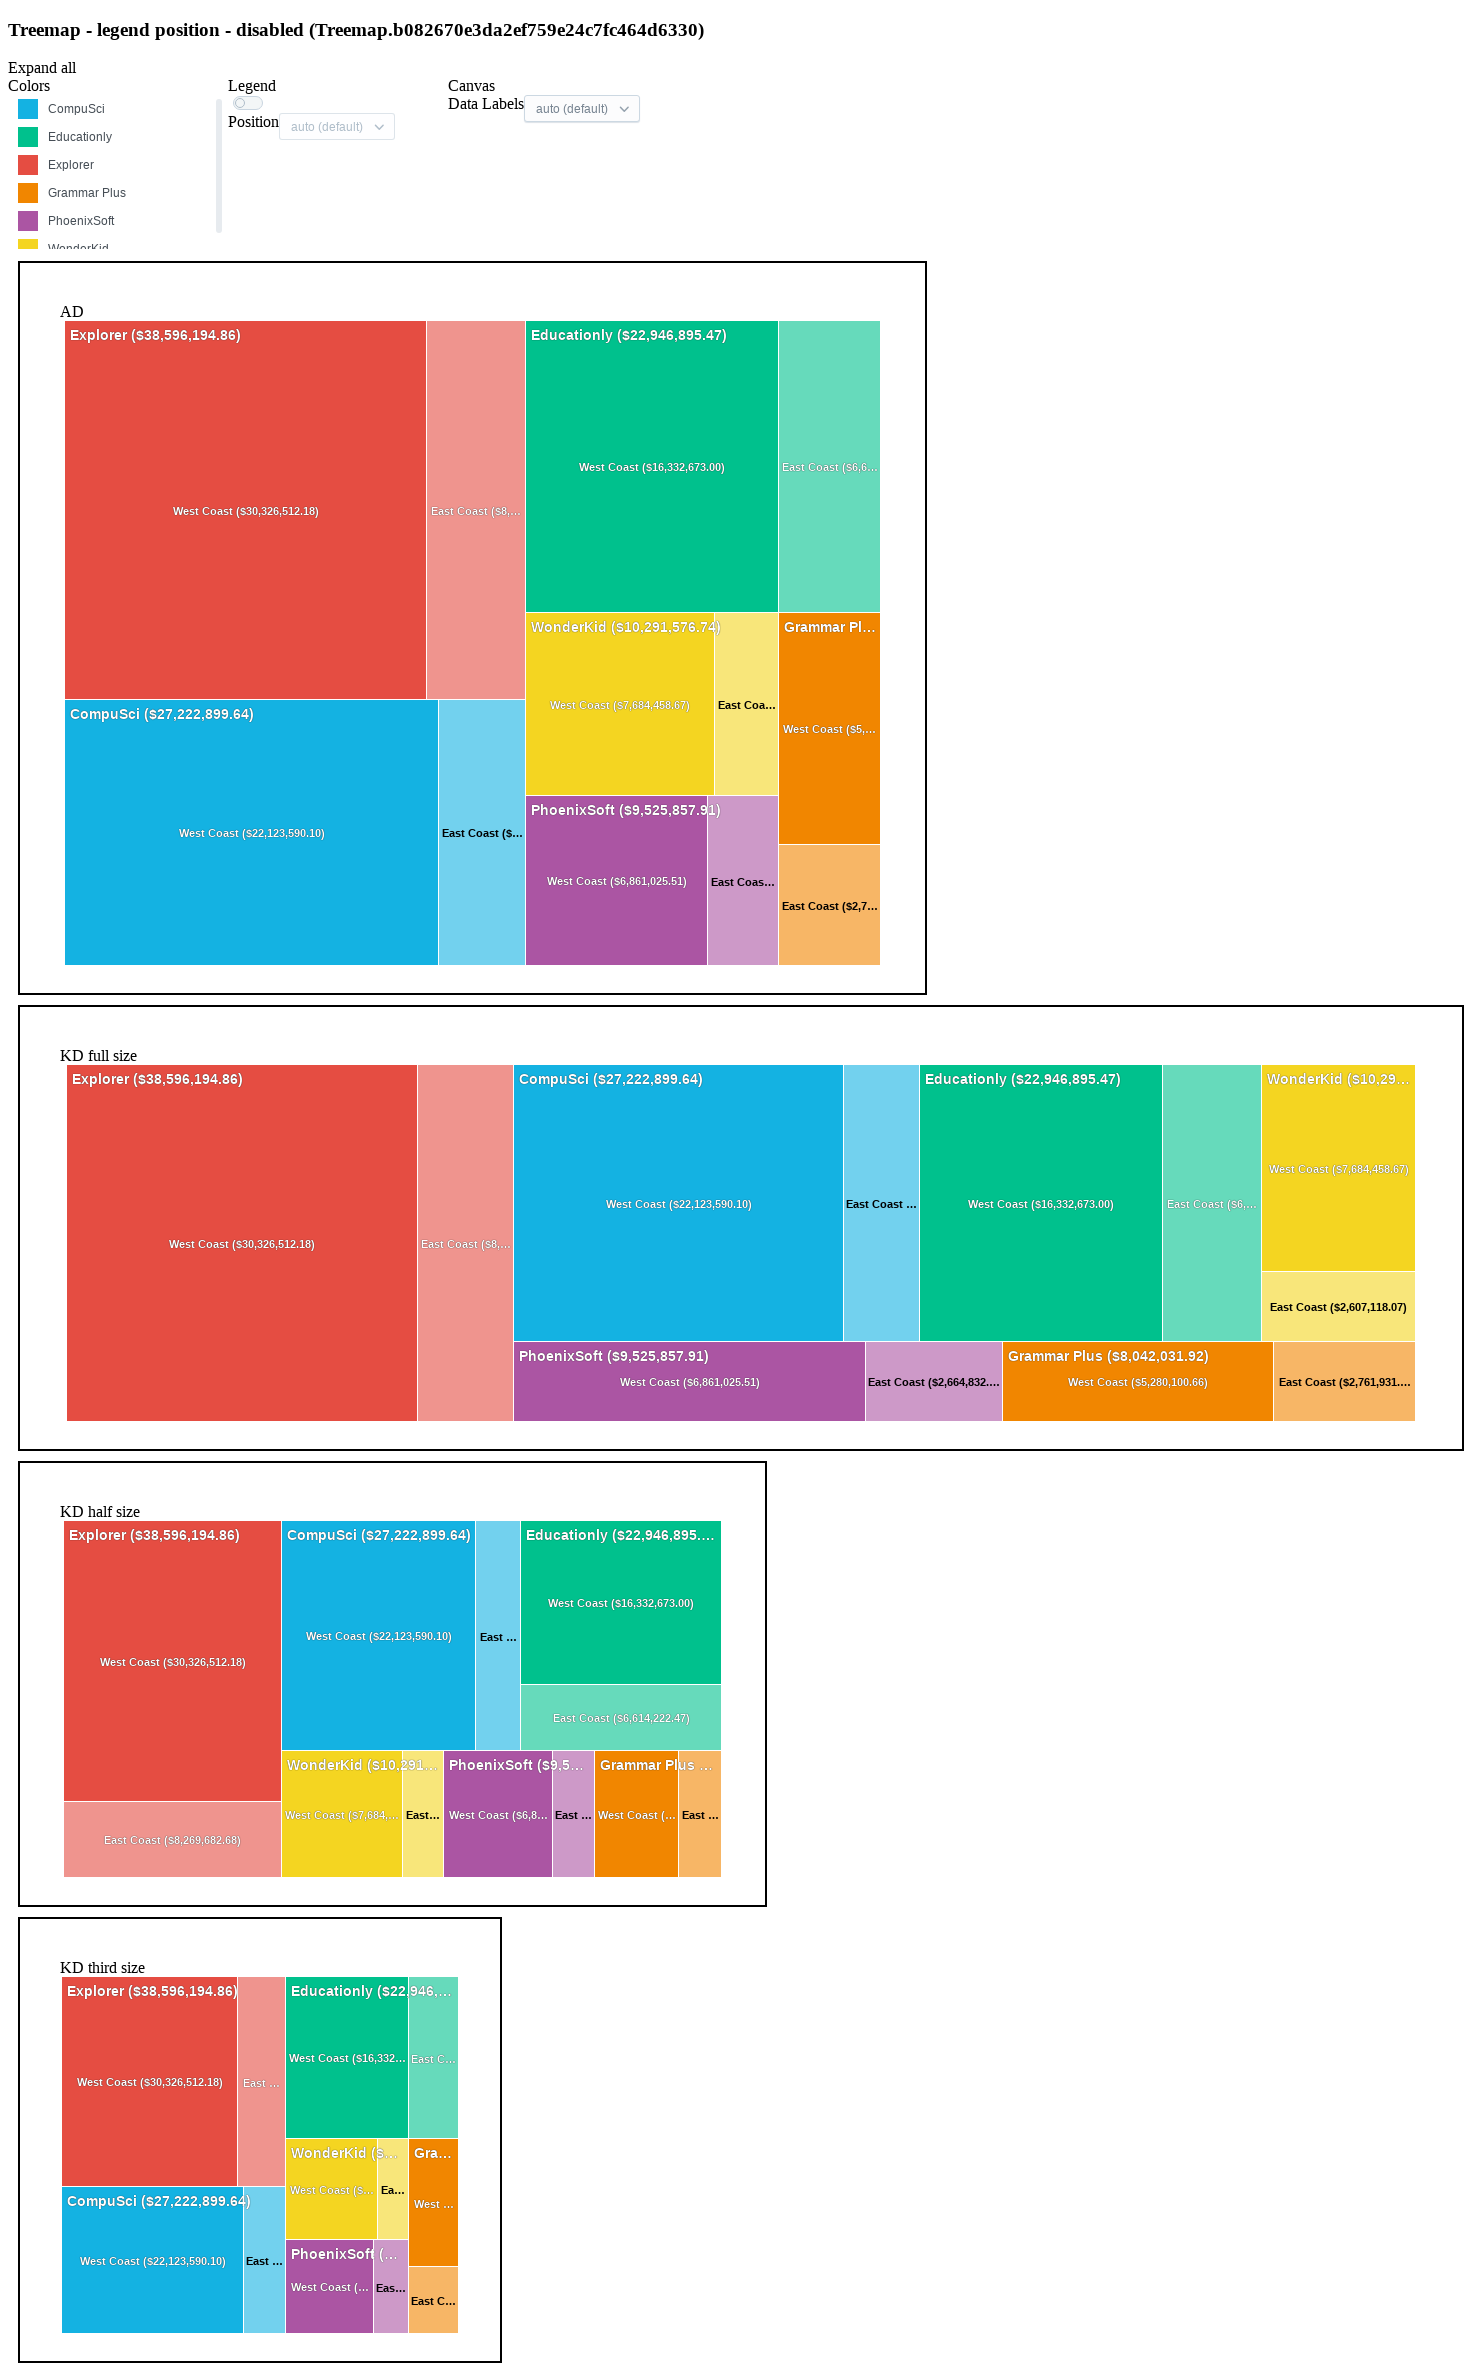 Treemap - legend position - disabled (Treemap.b082670e3da2ef759e24c7fc464d6330)
Expand all
Colors
CompuSci
Educationly
Explorer
Grammar Plus
PhoenixSoft
WonderKid
Legend
Position
auto (default)
Canvas
Data Labels
auto (default)
AD
Explorer ($38,596,194.86)
West Coast ($30,326,512.18)
East Coast ($8,…
Educationly ($22,946,895.47)
West Coast ($16,332,673.00)
East Coast ($6,6…
WonderKid ($10,291,576.74)
West Coast ($7,684,458.67)
East Coa…
Grammar Pl…
West Coast ($5,…
East Coast ($2,7…
CompuSci ($27,222,899.64)
West Coast ($22,123,590.10)
East Coast ($…
PhoenixSoft ($9,525,857.91)
West Coast ($6,861,025.51)
East Coas…
KD full size
Explorer ($38,596,194.86)
West Coast ($30,326,512.18)
East Coast ($8,…
CompuSci ($27,222,899.64)
West Coast ($22,123,590.10)
East Coast …
Educationly ($22,946,895.47)
West Coast ($16,332,673.00)
East Coast ($6,…
WonderKid ($10,29…
West Coast ($7,684,458.67)
East Coast ($2,607,118.07)
PhoenixSoft ($9,525,857.91)
West Coast ($6,861,025.51)
East Coast ($2,664,832.…
Grammar Plus ($8,042,031.92)
West Coast ($5,280,100.66)
East Coast ($2,761,931.…
KD half size
Explorer ($38,596,194.86)
West Coast ($30,326,512.18)
East Coast ($8,269,682.68)
CompuSci ($27,222,899.64)
West Coast ($22,123,590.10)
East …
Educationly ($22,946,895.…
West Coast ($16,332,673.00)
East Coast ($6,614,222.47)
WonderKid ($10,291…
West Coast ($7,684,…
East…
PhoenixSoft ($9,5…
West Coast ($6,8…
East …
Grammar Plus …
West Coast (…
East …
KD third size
Explorer ($38,596,194.86)
West Coast ($30,326,512.18)
East …
Educationly ($22,946,…
West Coast ($16,332…
East C…
WonderKid ($…
West Coast ($…
Ea…
Gra…
West …
East C…
CompuSci ($27,222,899.64)
West Coast ($22,123,590.10)
East …
PhoenixSoft (…
West Coast (…
Eas…